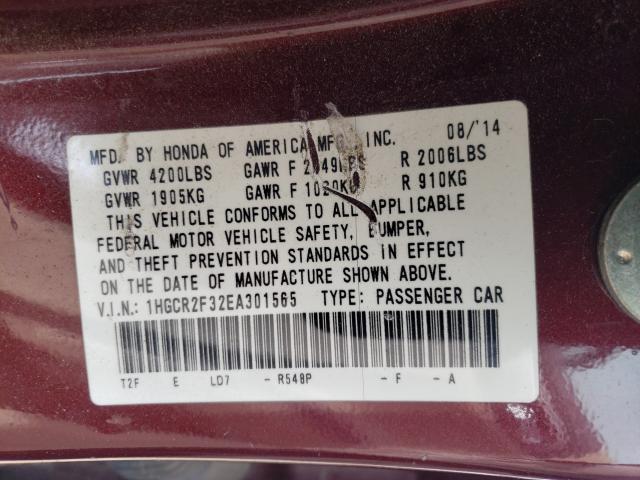 MFD. BY HONDA OF AMERICA MFG., INC. 08/'14
GVWR 4200LBS GAWR F LBS R 2006LBS
GVWR 1905KG GAWR F KG R 910KG
THIS VEHICLE CONFORMS TO ALL APPLICABLE
FEDERAL MOTOR VEHICLE SAFETY, BUMPER,
AND THEFT PREVENTION STANDARDS IN EFFECT
ON THE DATE OF MANUFACTURE SHOWN ABOVE.
V.I.N.: 1HGCR2F32EA301565 TYPE: PASSENGER CAR
T2F E LD7 - R548P - F - A